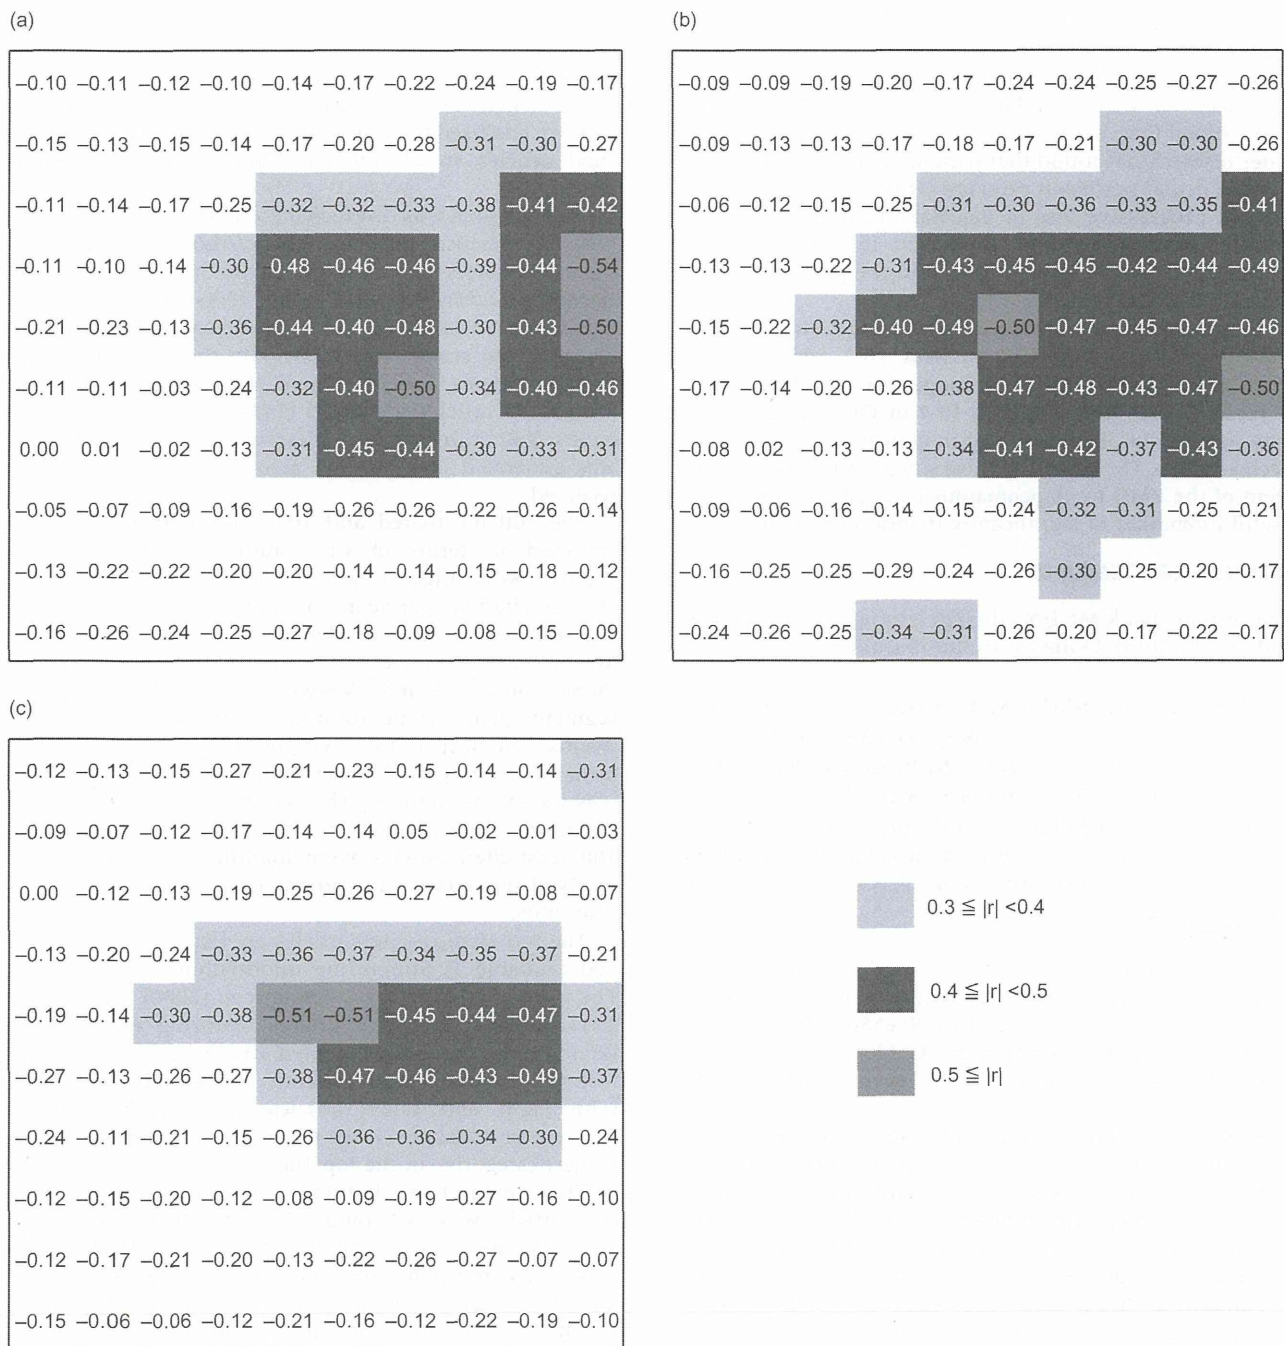 (a)
−0.10 −0.11 −0.12 −0.10 −0.14 −0.17 −0.22 −0.24 −0.19 −0.17
−0.15 −0.13 −0.15 −0.14 −0.17 −0.20 −0.28 −0.31 −0.30 −0.27
−0.11 −0.14 −0.17 −0.25 −0.32 −0.32 −0.33 −0.38 −0.41 −0.42
−0.11 −0.10 −0.14 −0.30 −0.48 −0.46 −0.46 −0.39 −0.44 −0.54
−0.21 −0.23 −0.13 −0.36 −0.44 −0.40 −0.48 −0.30 −0.43 −0.50
−0.11 −0.11 −0.03 −0.24 −0.32 −0.40 −0.50 −0.34 −0.40 −0.46
0.00 0.01 −0.02 −0.13 −0.31 −0.45 −0.44 −0.30 −0.33 −0.31
−0.05 −0.07 −0.09 −0.16 −0.19 −0.26 −0.26 −0.22 −0.26 −0.14
−0.13 −0.22 −0.22 −0.20 −0.20 −0.14 −0.14 −0.15 −0.18 −0.12
−0.16 −0.26 −0.24 −0.25 −0.27 −0.18 −0.09 −0.08 −0.15 −0.09
(b)
−0.09 −0.09 −0.19 −0.20 −0.17 −0.24 −0.24 −0.25 −0.27 −0.26
−0.09 −0.13 −0.13 −0.17 −0.18 −0.17 −0.21 −0.30 −0.30 −0.26
−0.06 −0.12 −0.15 −0.25 −0.31 −0.30 −0.36 −0.33 −0.35 −0.41
−0.13 −0.13 −0.22 −0.31 −0.43 −0.45 −0.45 −0.42 −0.44 −0.49
−0.15 −0.22 −0.32 −0.40 −0.49 −0.50 −0.47 −0.45 −0.47 −0.46
−0.17 −0.14 −0.20 −0.26 −0.38 −0.47 −0.48 −0.43 −0.47 −0.50
−0.08 0.02 −0.13 −0.13 −0.34 −0.41 −0.42 −0.37 −0.43 −0.36
−0.09 −0.06 −0.16 −0.14 −0.15 −0.24 −0.32 −0.31 −0.25 −0.21
−0.16 −0.25 −0.25 −0.29 −0.24 −0.26 −0.30 −0.25 −0.20 −0.17
−0.24 −0.26 −0.25 −0.34 −0.31 −0.26 −0.20 −0.17 −0.22 −0.17
(c)
−0.12 −0.13 −0.15 −0.27 −0.21 −0.23 −0.15 −0.14 −0.14 −0.31
−0.09 −0.07 −0.12 −0.17 −0.14 −0.14 0.05 −0.02 −0.01 −0.03
0.00 −0.12 −0.13 −0.19 −0.25 −0.26 −0.27 −0.19 −0.08 −0.07
−0.13 −0.20 −0.24 −0.33 −0.36 −0.37 −0.34 −0.35 −0.37 −0.21
−0.19 −0.14 −0.30 −0.38 −0.51 −0.51 −0.45 −0.44 −0.47 −0.31
−0.27 −0.13 −0.26 −0.27 −0.38 −0.47 −0.46 −0.43 −0.49 −0.37
−0.24 −0.11 −0.21 −0.15 −0.26 −0.36 −0.36 −0.34 −0.30 −0.24
−0.12 −0.15 −0.20 −0.12 −0.08 −0.09 −0.19 −0.27 −0.16 −0.10
−0.12 −0.17 −0.21 −0.20 −0.13 −0.22 −0.26 −0.27 −0.07 −0.07
−0.15 −0.06 −0.06 −0.12 −0.21 −0.16 −0.12 −0.22 −0.19 −0.10
0.3 ≦ |r| <0.4
0.4 ≦ |r| <0.5
0.5 ≦ |r|